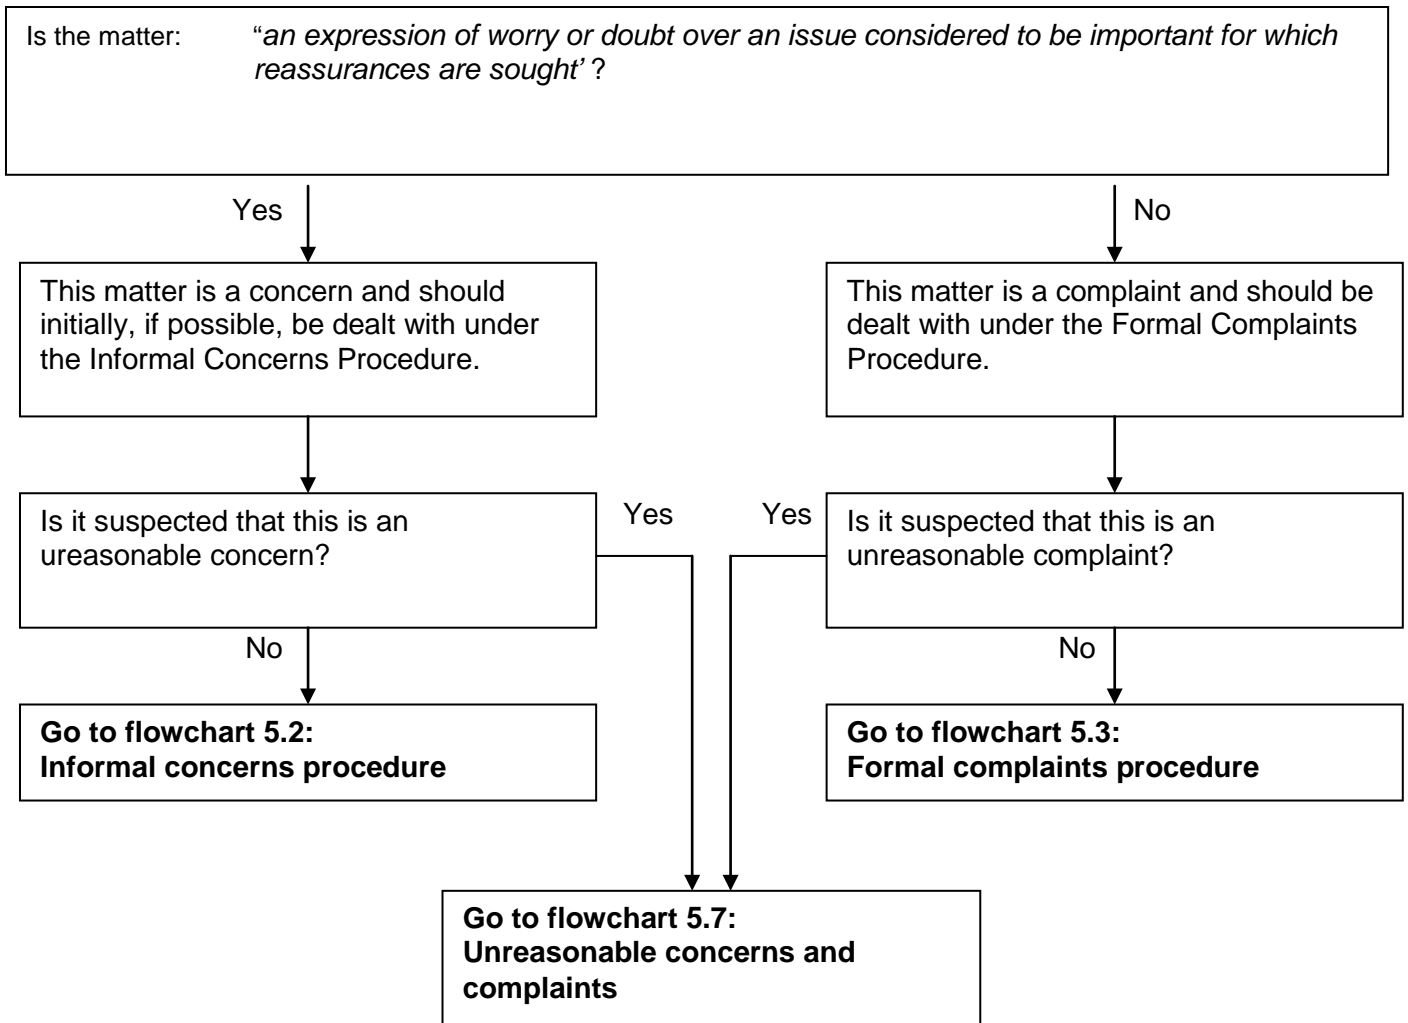 Is the matter: “an expression of worry or doubt over an issue considered to be important for which
reassurances are sought’ ?
Yes
No
This matter is a concern and should
initially, if possible, be dealt with under
the Informal Concerns Procedure.
This matter is a complaint and should be
dealt with under the Formal Complaints
Procedure.
Is it suspected that this is an
ureasonable concern?
Yes
Yes
Is it suspected that this is an
unreasonable complaint?
No
No
Go to flowchart 5.2:
Informal concerns procedure
Go to flowchart 5.3:
Formal complaints procedure
Go to flowchart 5.7:
Unreasonable concerns and
complaints